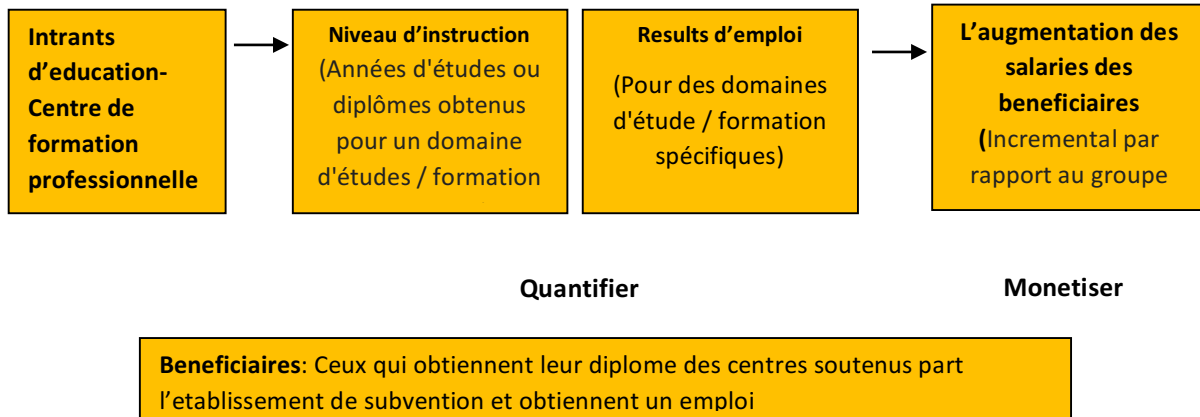 Intrants
d’education-
Centre de
formation
professionnelle
Niveau d’instruction
(Années d'études ou
diplômes obtenus
pour un domaine
d'études / formation
Results d’emploi
(Pour des domaines
d'étude / formation
spécifiques)
L’augmentation des
salaries des
beneficiaires
(Incremental par
rapport au groupe
Quantifier
Monetiser
Beneficiaires: Ceux qui obtiennent leur diplome des centres soutenus part
l’etablissement de subvention et obtiennent un emploi